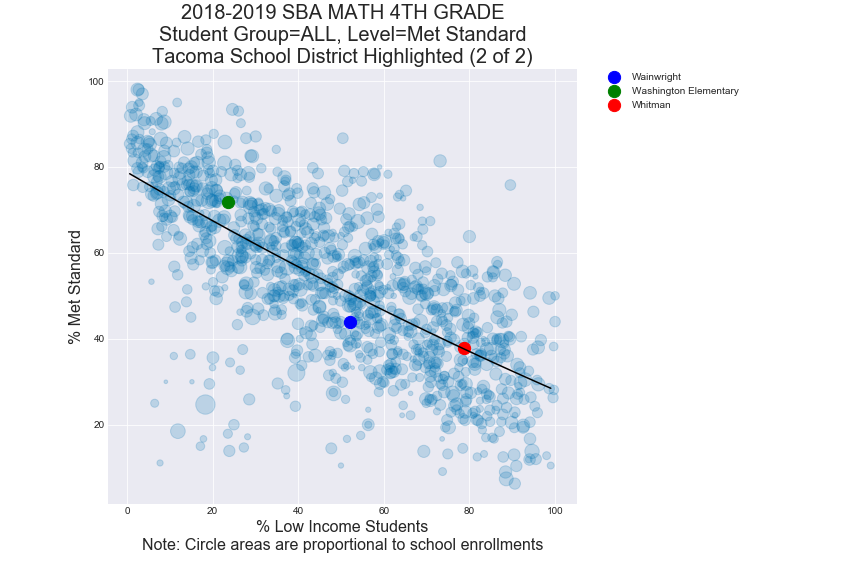 2018-2019 SBA MATH 4TH GRADE
Student Group=ALL, Level=Met Standard
Tacoma School District Highlighted (2 of 2)
Wainwright
Washington Elementary
Whitman
100
80
60
40
20
% Met Standard
0 20 40 60 80 100
% Low Income Students
Note: Circle areas are proportional to school enrollments